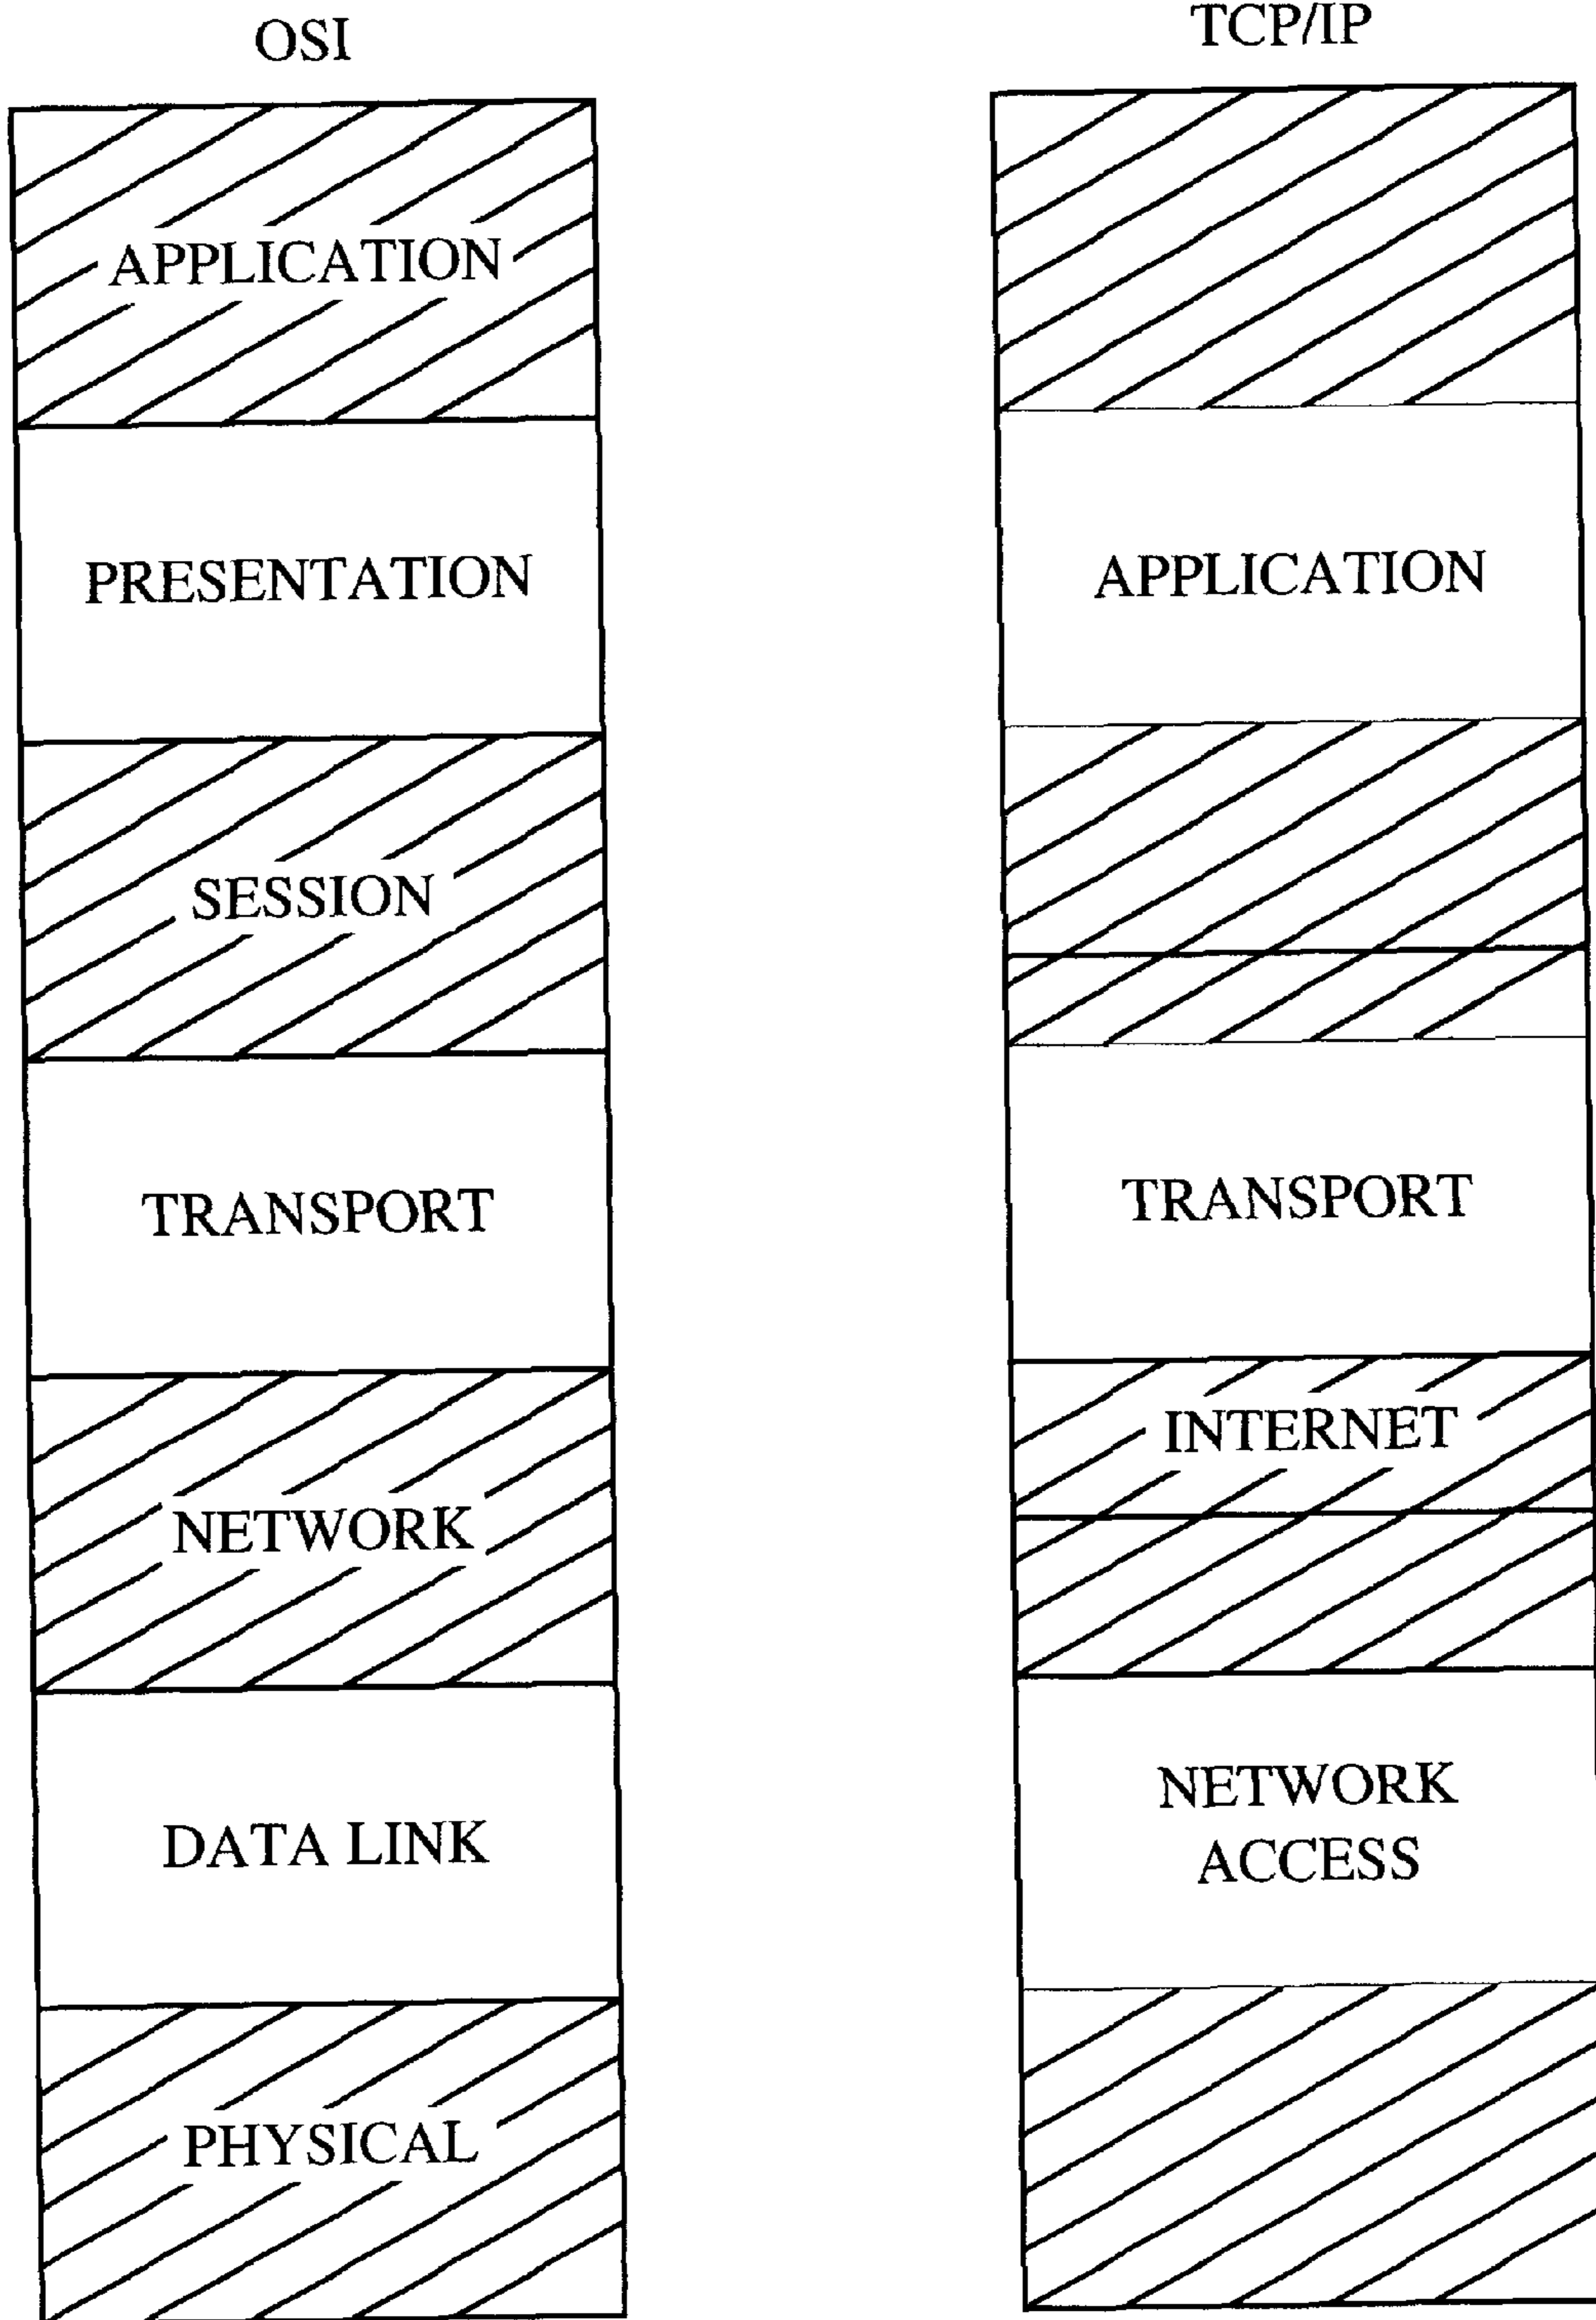 OSI
APPLICATION
PRESENTATION
SESSION
TRANSPORT
NETWORK
DATA LINK
PHYSICAL
TCP/IP
APPLICATION
TRANSPORT
INTERNET
NETWORK
ACCESS